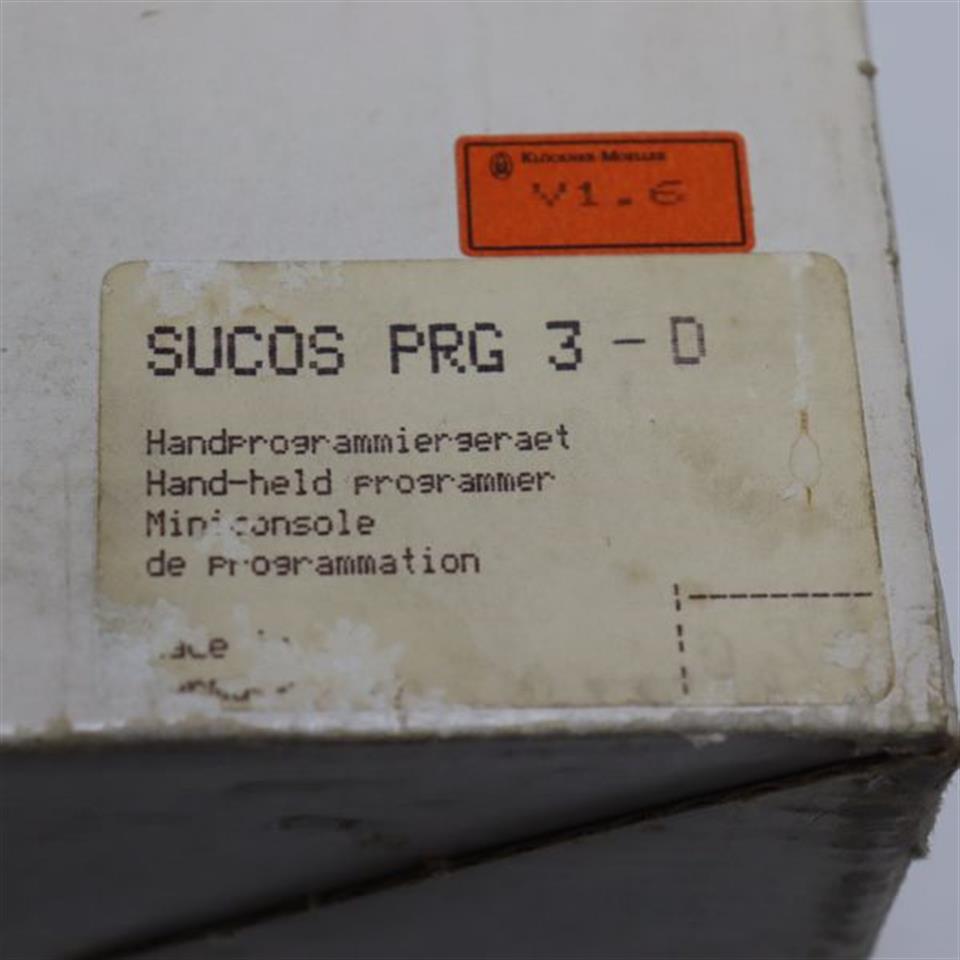 KLÖCKNER-MOELLER
V1.6
SUCOS PRG 3 - D
Handprogrammiergeraet
Hand-held programmer
Miniconsole
de programmation